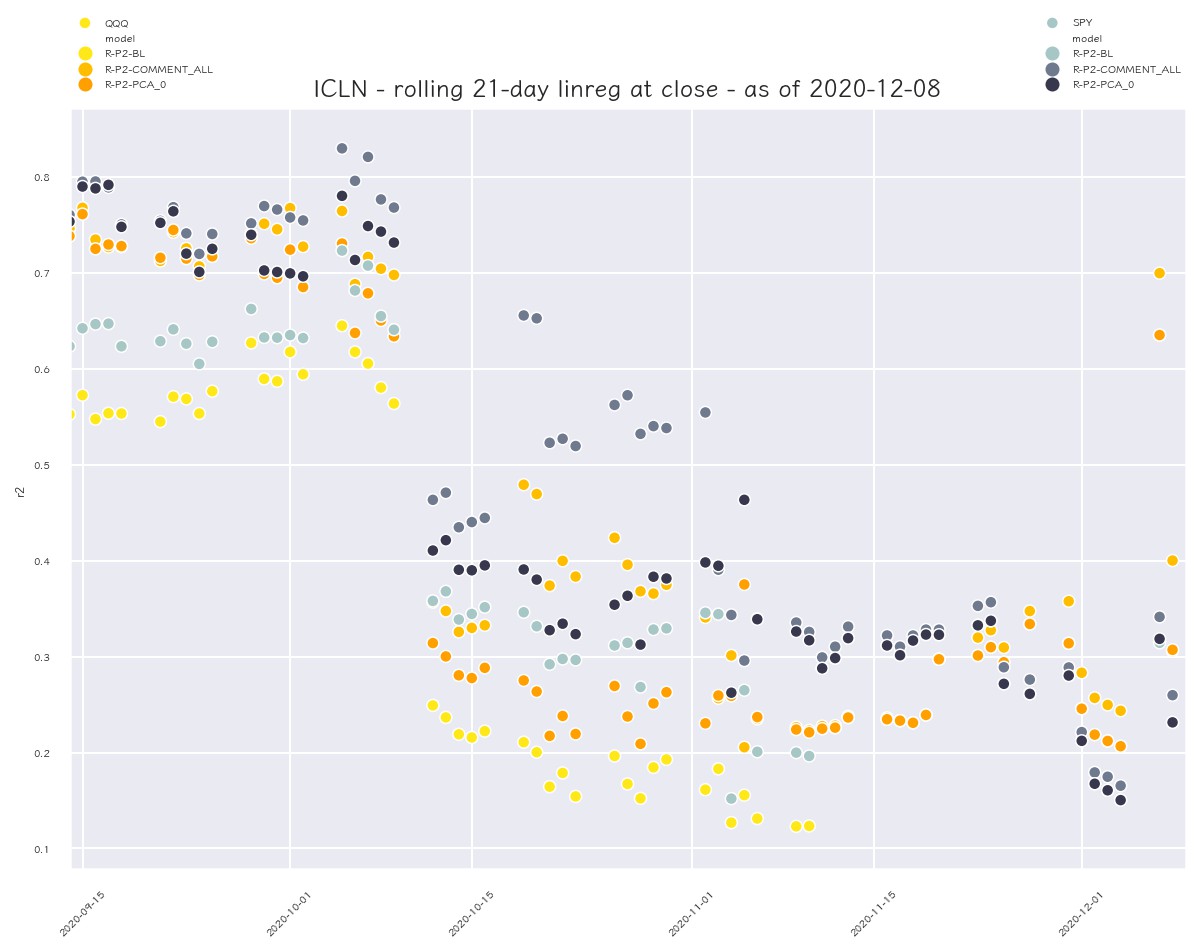 QQQ
model
R-P2-BL
R-P2-COMMENT_ALL
R-P2-PCA_0
SPY
model
R-P2-BL
R-P2-COMMENT_ALL
R-P2-PCA_0
ICLN - rolling 21-day linreg at close - as of 2020-12-08
0.8
0.7
0.6
0.5
r2
0.4
0.3
0.2
0.1
2020-09-15
2020-10-01
2020-10-15
2020-11-01
2020-11-15
2020-12-01